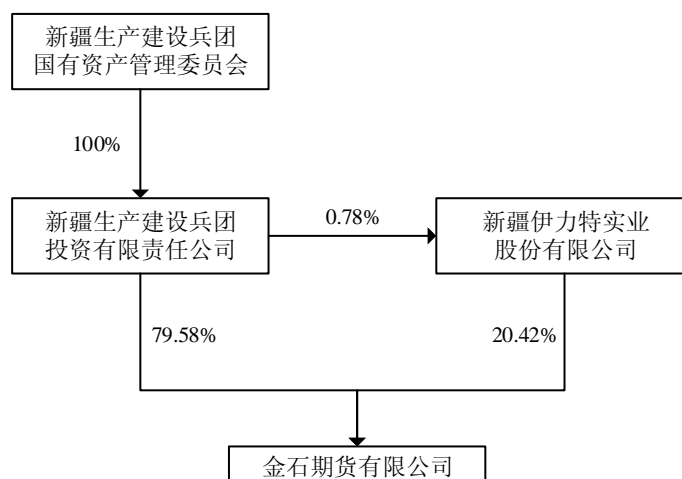 新疆生产建设兵团
国有资产管理委员会
100%
新疆生产建设兵团
投资有限责任公司
0.78%
新疆伊力特实业
股份有限公司
79.58%
20.42%
金石期货有限公司